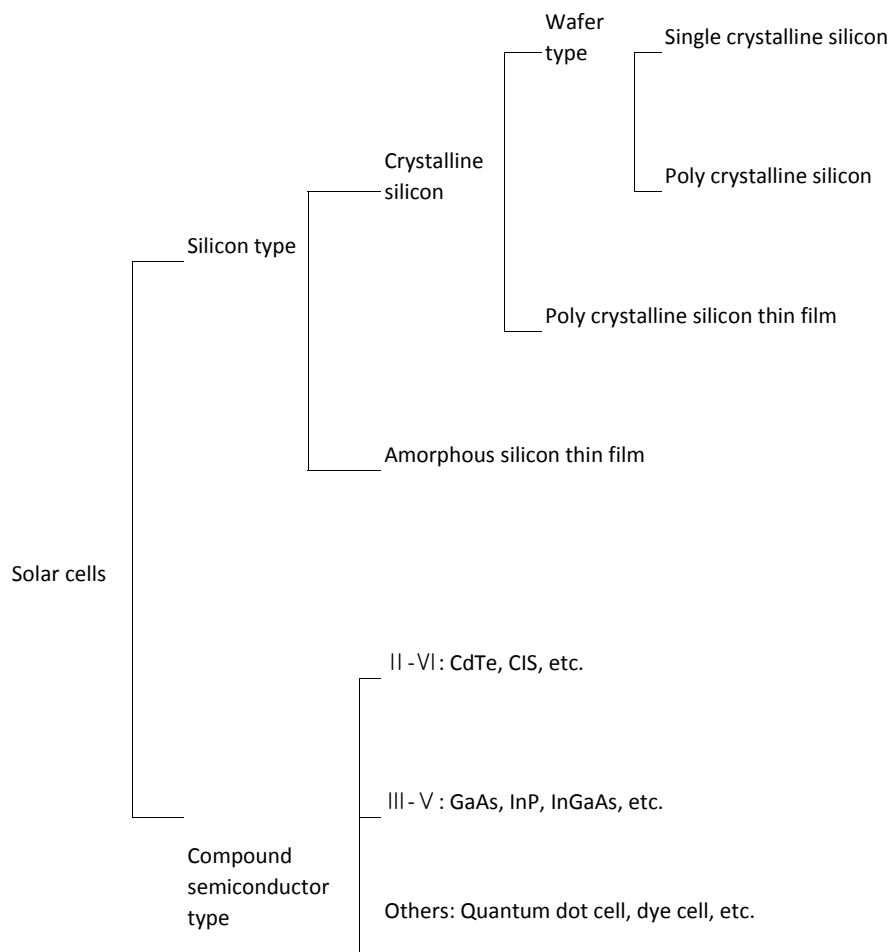 Wafer
type
Single crystalline silicon
Crystalline
silicon
Poly crystalline silicon
Silicon type
Poly crystalline silicon thin film
Amorphous silicon thin film
Solar cells
Ⅱ-Ⅵ: CdTe, CIS, etc.
Ⅲ-Ⅴ: GaAs, InP, InGaAs, etc.
Compound
semiconductor
type
Others: Quantum dot cell, dye cell, etc.